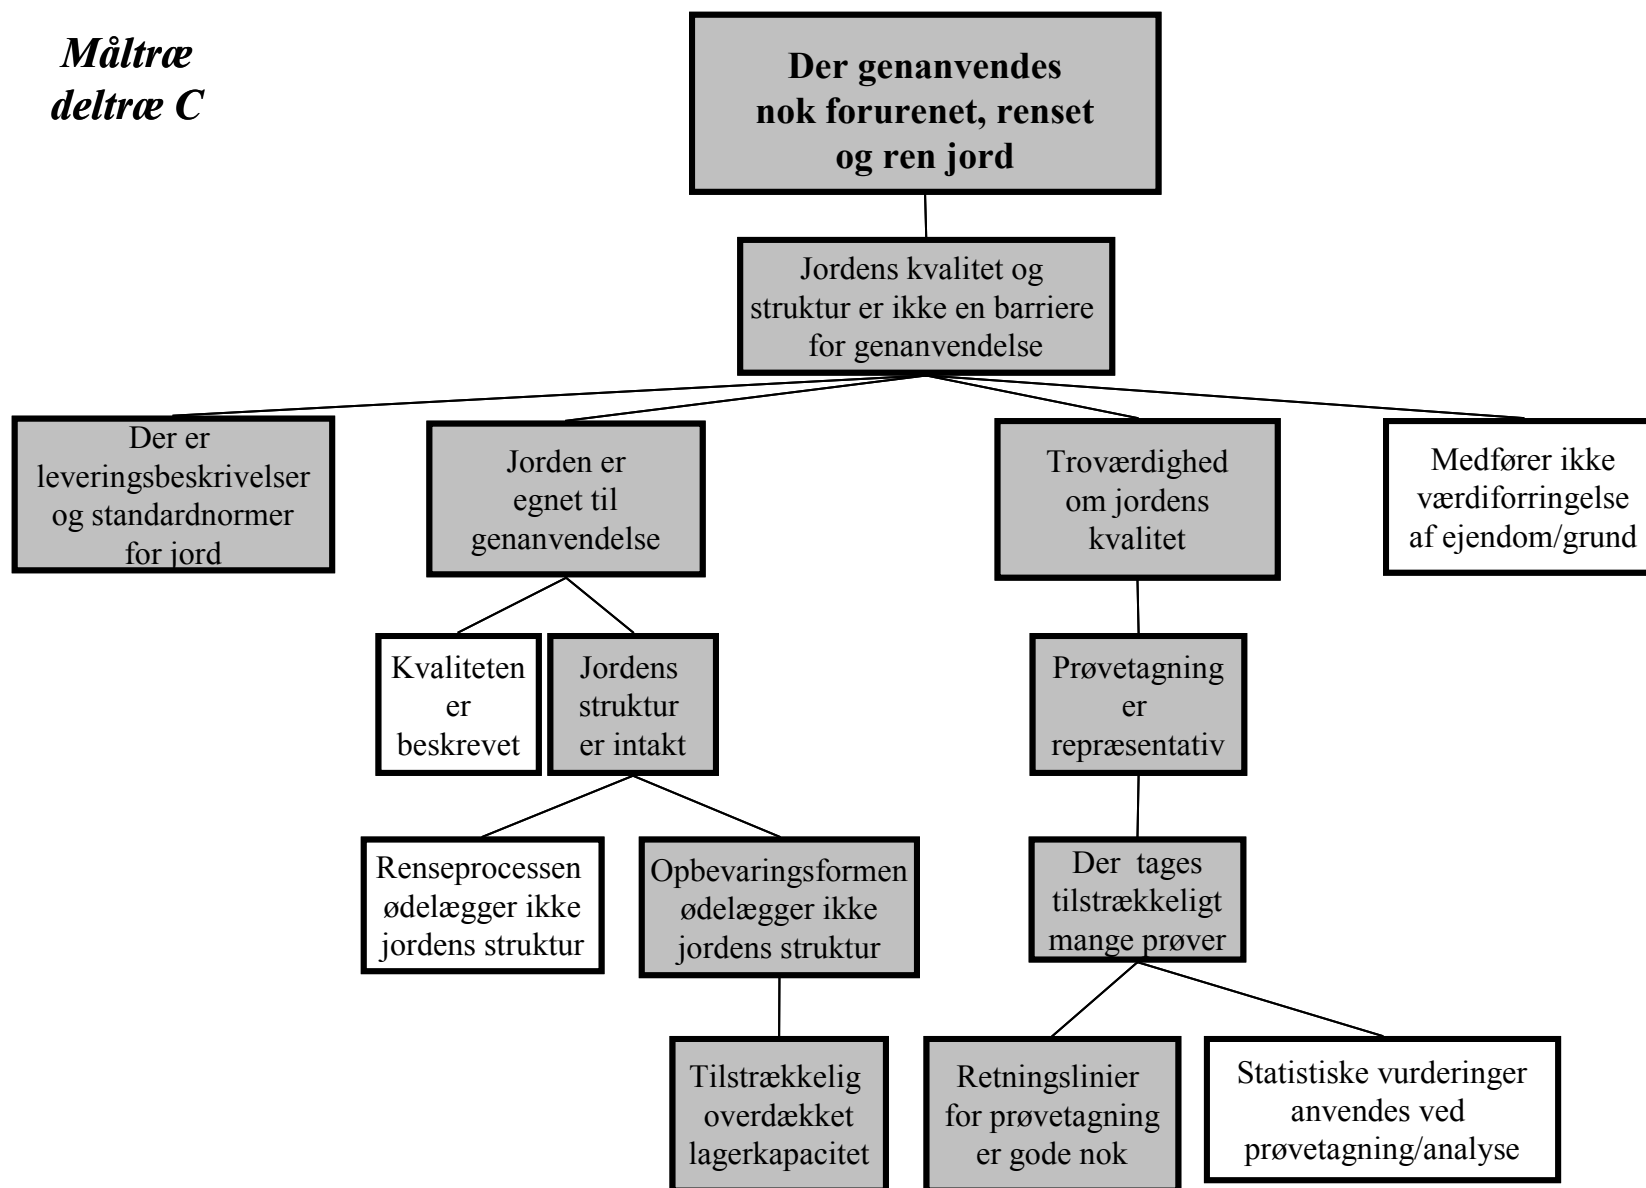 Måltræ
deltræ C
Der genanvendes
nok forurenet, renset
og ren jord
Jordens kvalitet og
struktur er ikke en barriere
for genanvendelse
Der er
leveringsbeskrivelser
og standardnormer
for jord
Jorden er
egnet til
genanvendelse
Troværdighed
om jordens
kvalitet
Medfører ikke
værdiforringelse
af ejendom/grund
Kvaliteten
er
beskrevet
Jordens
struktur
er intakt
Prøvetagning
er
repræsentativ
Renseprocessen
ødelægger ikke
jordens struktur
Opbevaringsformen
ødelægger ikke
jordens struktur
Der tages
tilstrækkeligt
mange prøver
Tilstrækkelig
overdækket
lagerkapacitet
Retningslinier
for prøvetagning
er gode nok
Statistiske vurderinger
anvendes ved
prøvetagning/analyse